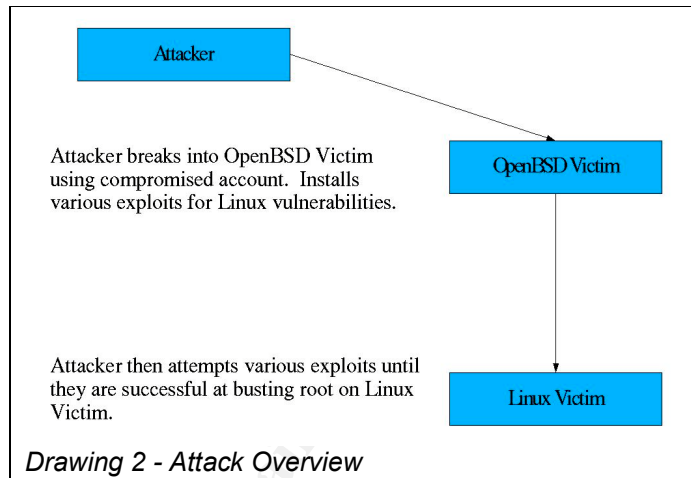 Attacker
Attacker breaks into OpenBSD Victim
using compromised account. Installs
various exploits for Linux vulnerabilities.
OpenBSD Victim
Attacker then attempts various exploits until
they are successful at busting root on Linux
Victim.
Linux Victim
Drawing 2 - Attack Overview